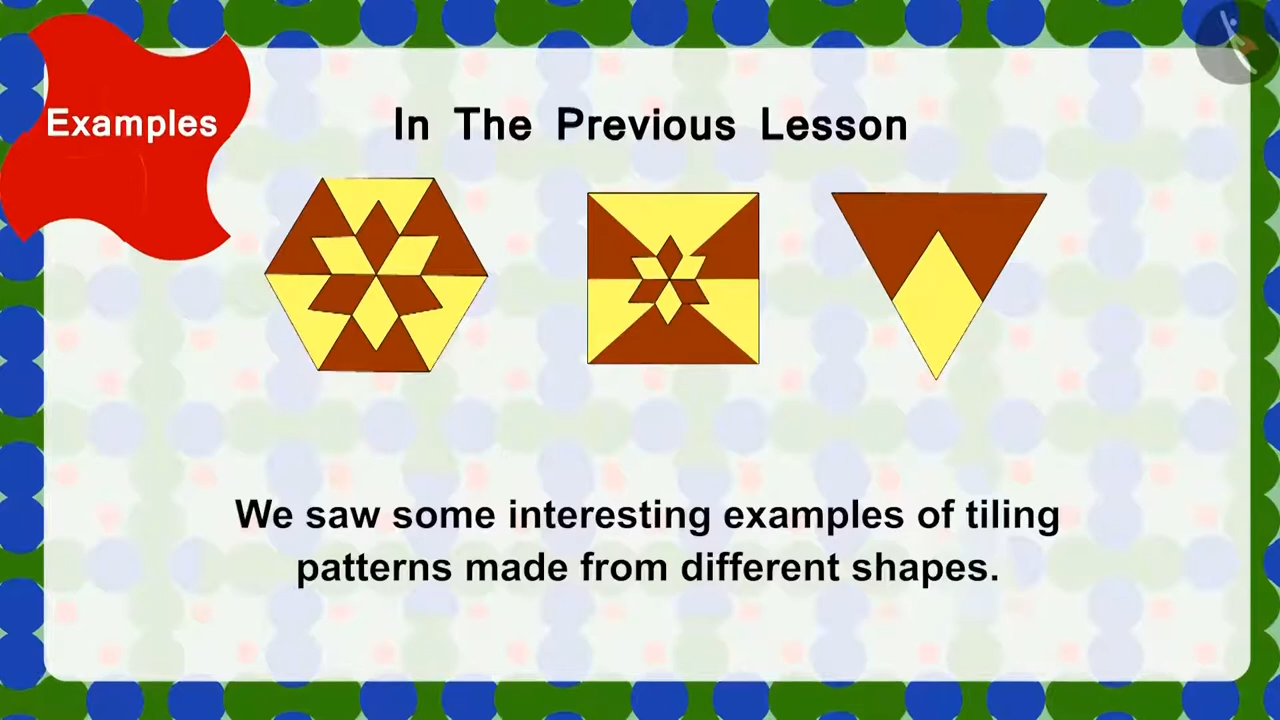 Examples
In The Previous Lesson
We saw some interesting examples of tiling
patterns made from different shapes.